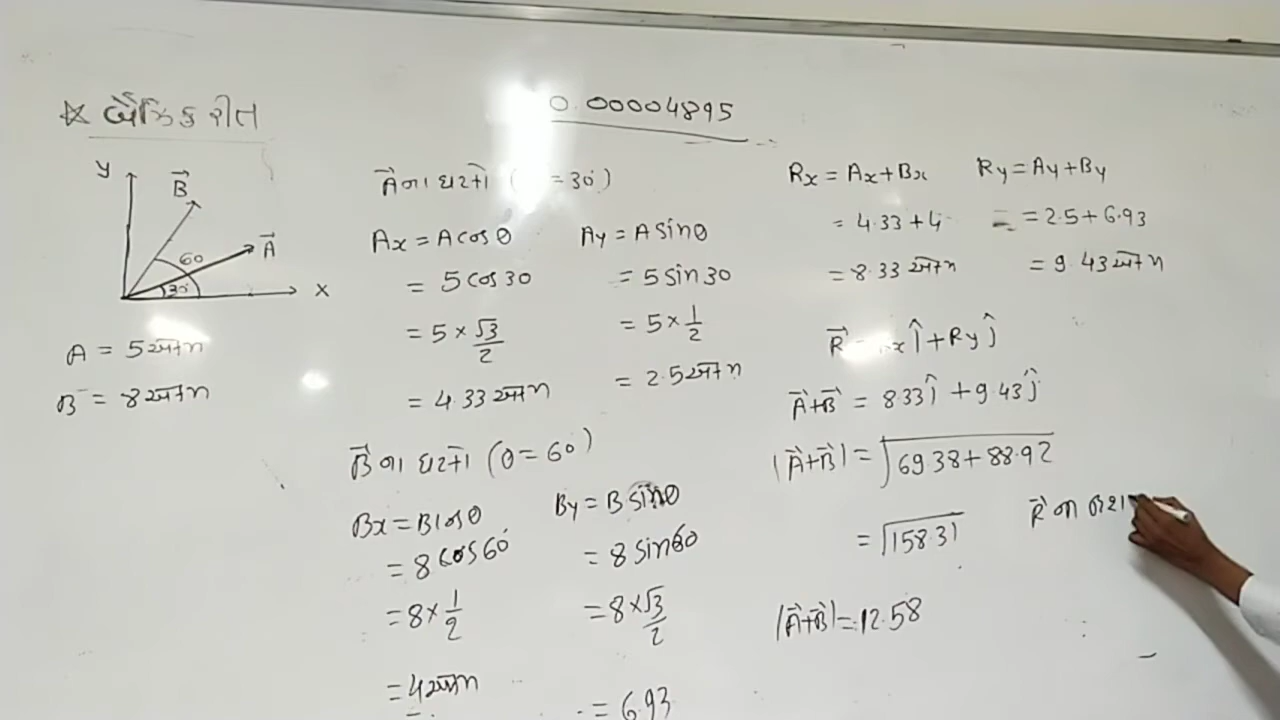 ☆ બૈજિક રીત
0.00004895
y
B⃗
A⃗
60
30°
x
A = 5 એકમ
B = 8 એકમ
A⃗ ના ઘટકો ( = 30°)
Ax = A cos θ
= 5 cos 30
= 5 × √3/2
= 4.33 એકમ
Ay = A sin θ
= 5 sin 30
= 5 × 1/2
= 2.5 એકમ
B⃗ ના ઘટકો (θ = 60°)
Bx = B cos θ
= 8 cos 60°
= 8 × 1/2
= 4 એકમ
By = B sin θ
= 8 sin 60
= 8 × √3/2
= 6.93
Rx = Ax + Bx
= 4.33 + 4
= 8.33 એકમ
Ry = Ay + By
= 2.5 + 6.93
= 9.43 એકમ
R⃗ = x î + Ry ĵ
A⃗+B⃗ = 8.33 î + 9.43 ĵ
|A⃗+B⃗| = √69.38 + 88.92
= √158.31
|A⃗+B⃗| = 12.58
R⃗ ની દિશા